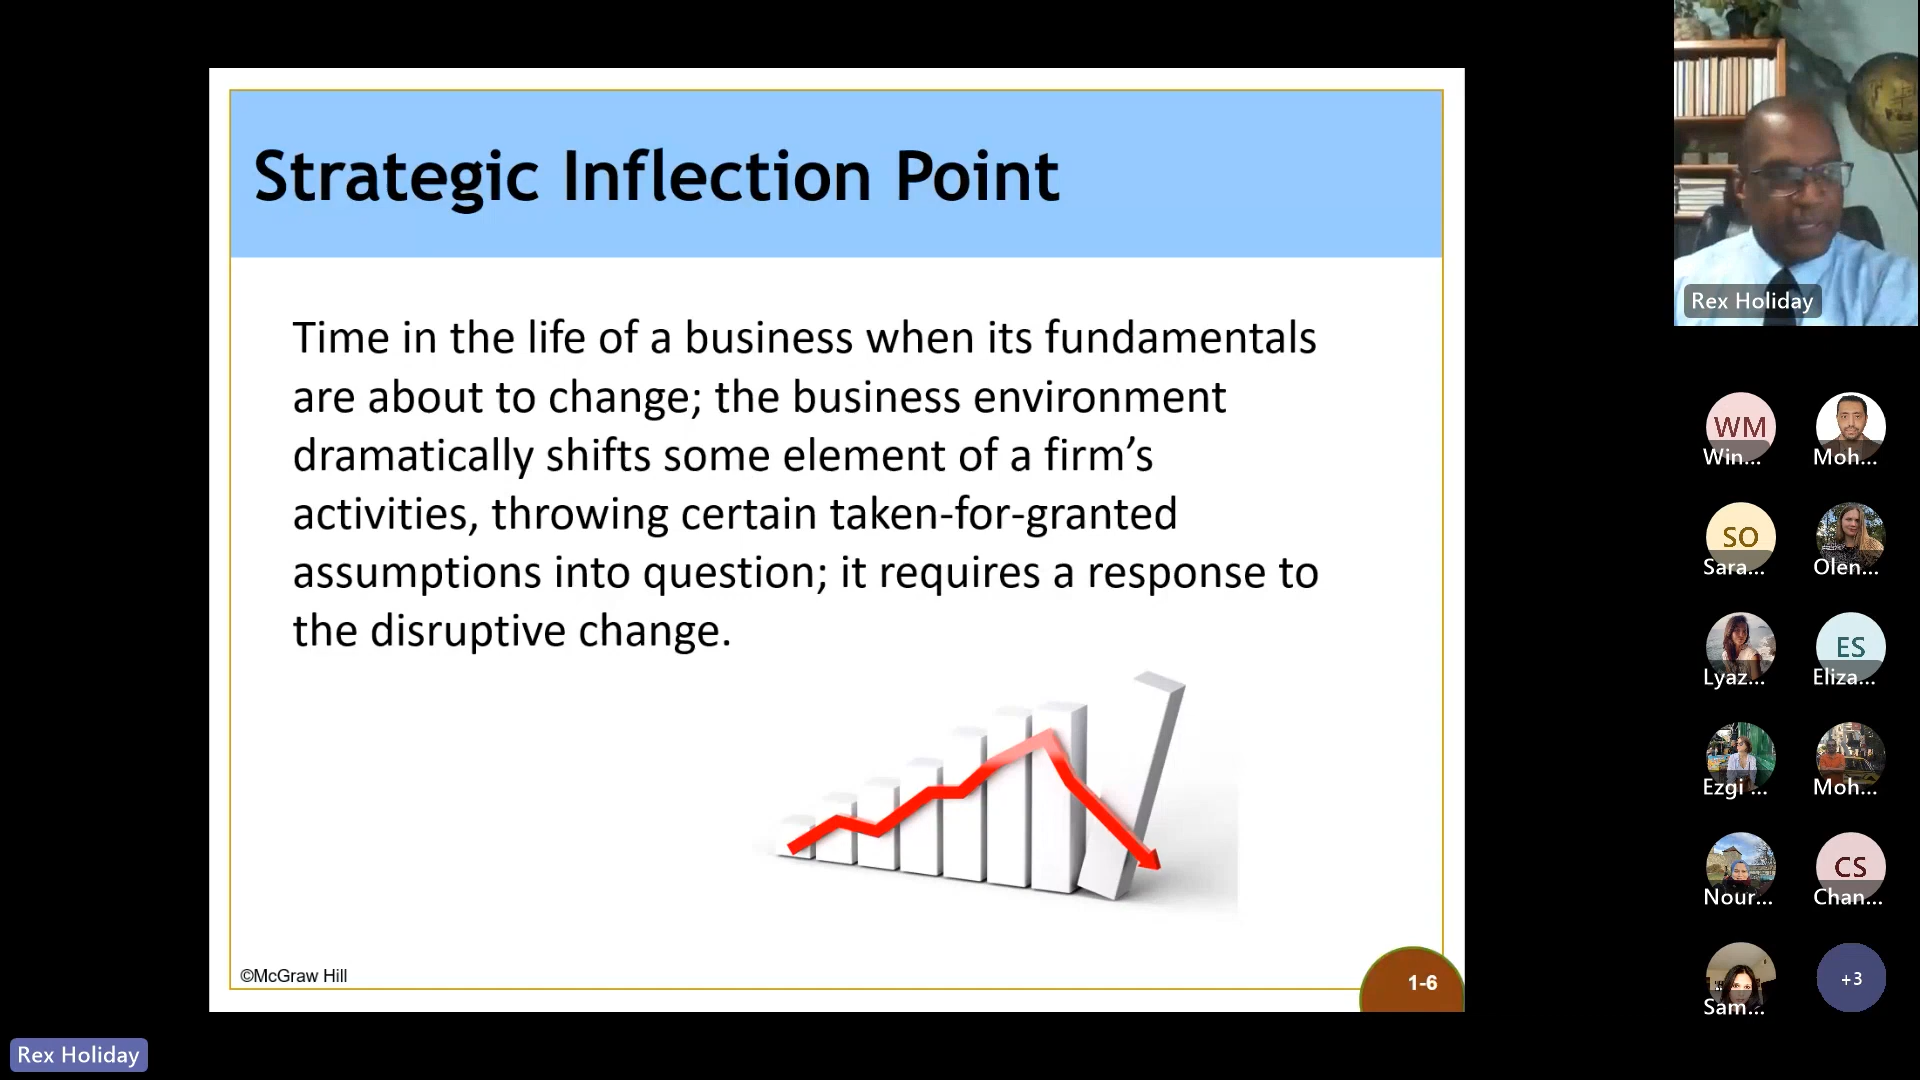 Strategic Inflection Point
Time in the life of a business when its fundamentals
are about to change; the business environment
dramatically shifts some element of a firm’s
activities, throwing certain taken-for-granted
assumptions into question; it requires a response to
the disruptive change.
©McGraw Hill
1-6
Rex Holiday
Rex Holiday
WM
Win...
Moh...
SO
Sara...
Olen...
Lyaz...
ES
Eliza...
Ezgi ...
Moh...
Nour...
CS
Chan...
Sam...
+3